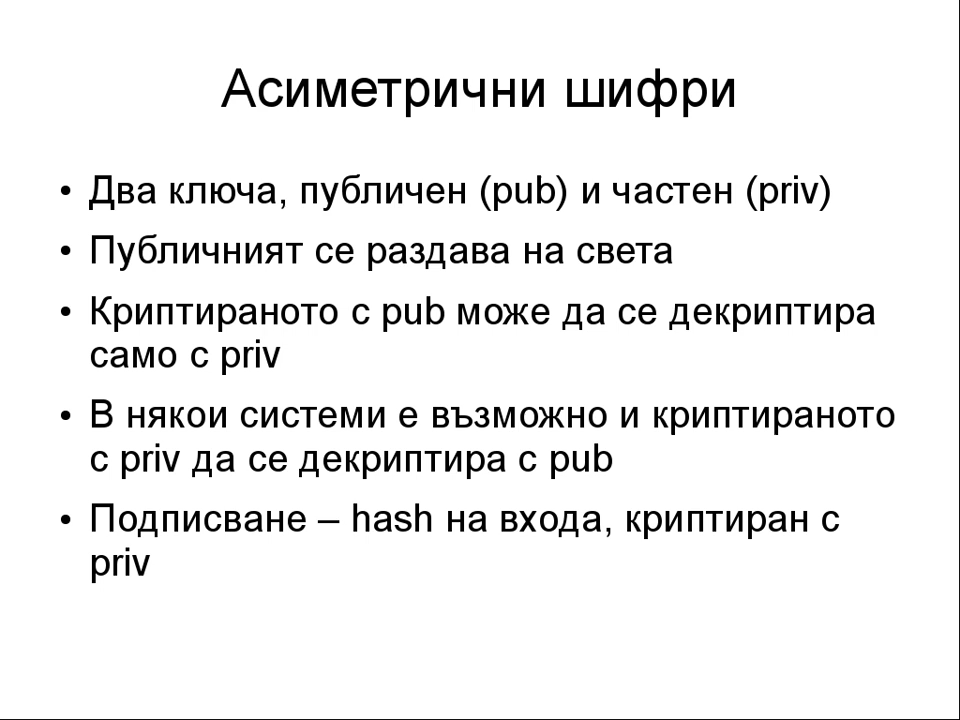 Асиметрични шифри
• Два ключа, публичен (pub) и частен (priv)
• Публичният се раздава на света
• Криптираното с pub може да се декриптира
само с priv
• В някои системи е възможно и криптираното
с priv да се декриптира с pub
• Подписване – hash на входа, криптиран с
priv